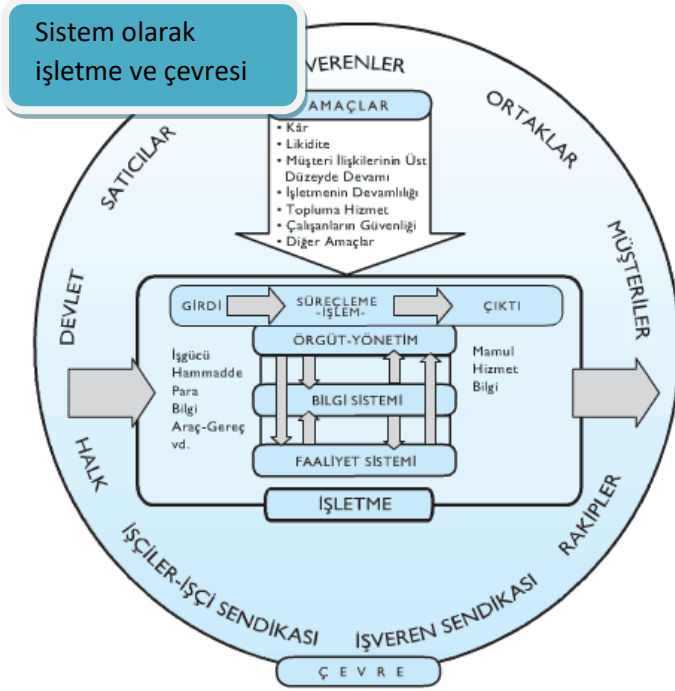 Sistem olarak
işletme ve çevresi
VERENLER
ORTAKLAR
SATICILAR
MÜŞTERİLER
DEVLET
HALK
RAKİPLER
İŞÇİLER-İŞÇİ SENDİKASI
İŞVEREN SENDİKASI
AMAÇLAR
• Kâr
• Likidite
• Müşteri İlişkilerinin Üst
Düzeyde Devamı
• İşletmenin Devamlılığı
• Topluma Hizmet
• Çalışanların Güvenliği
• Diğer Amaçlar
GİRDİ
SÜREÇLEME
-İŞLEM-
ÇIKTI
ÖRGÜT-YÖNETİM
İşgücü
Hammadde
Para
Bilgi
Araç-Gereç
vd.
BİLGİ SİSTEMİ
Mamul
Hizmet
Bilgi
FAALİYET SİSTEMİ
İŞLETME
ÇEVRE